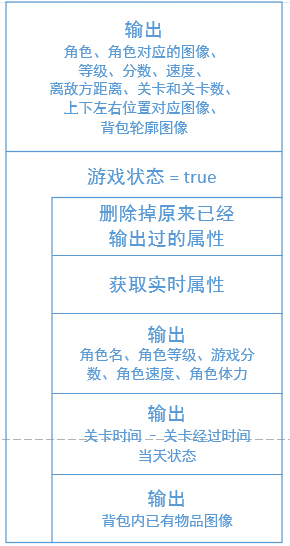 输出
角色、角色对应的图像、
等级、分数、速度、
离敌方距离、关卡和关卡数、
上下左右位置对应图像、
背包轮廓图像
游戏状态 = true
删除掉原来已经
输出过的属性
获取实时属性
输出
角色名、角色等级、游戏分
数、角色速度、角色体力
输出
关卡时间 - 关卡经过时间
当天状态
输出
背包内已有物品图像